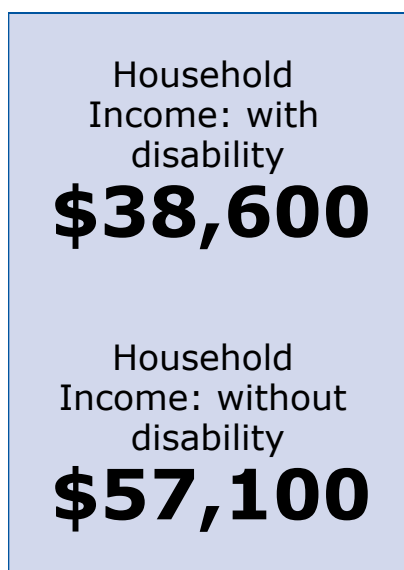 Household
Income: with
disability
$38,600
Household
Income: without
disability
$57,100